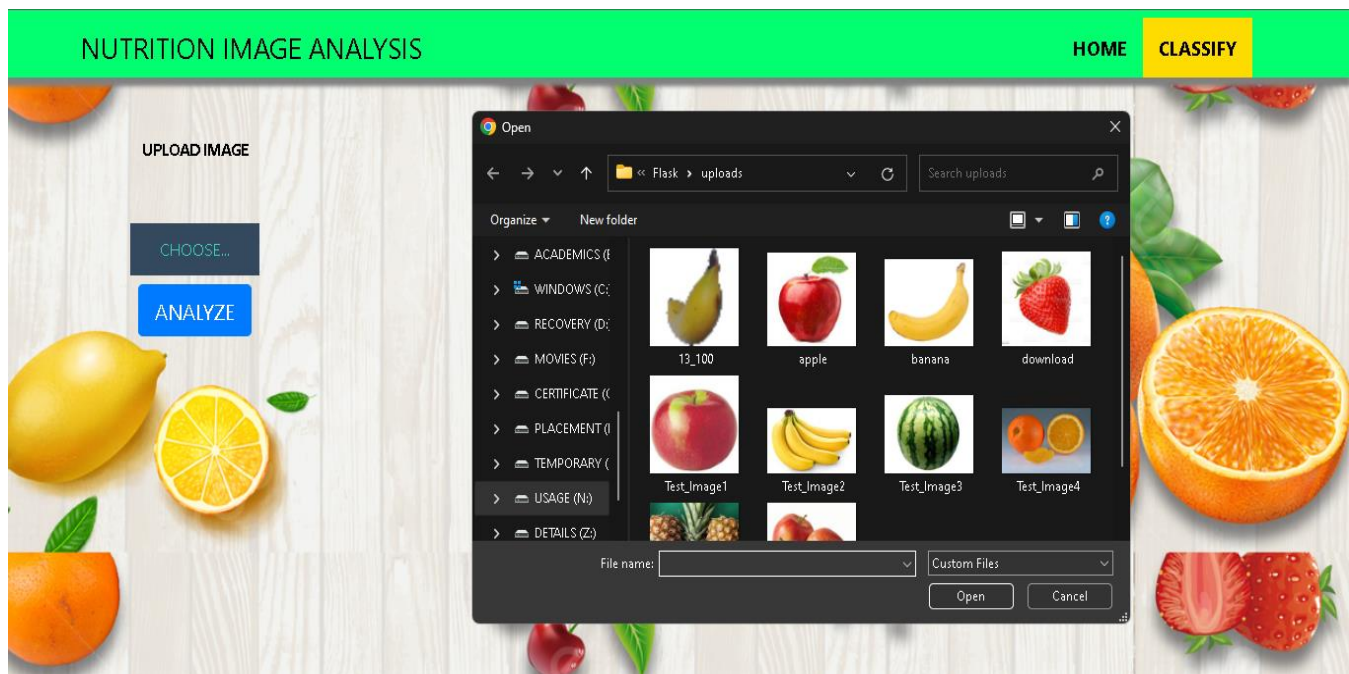 NUTRITION IMAGE ANALYSIS
HOME
CLASSIFY
UPLOAD IMAGE
CHOOSE...
ANALYZE
Open
« Flask › uploads
Search uploads
Organize
New folder
ACADEMICS (E
WINDOWS (C:
RECOVERY (D:
MOVIES (F:)
CERTIFICATE (
PLACEMENT (
TEMPORARY (
USAGE (N:)
DETAILS (Z:)
13_100
apple
banana
download
Test_Image1
Test_Image2
Test_Image3
Test_Image4
File name:
Custom Files
Open
Cancel